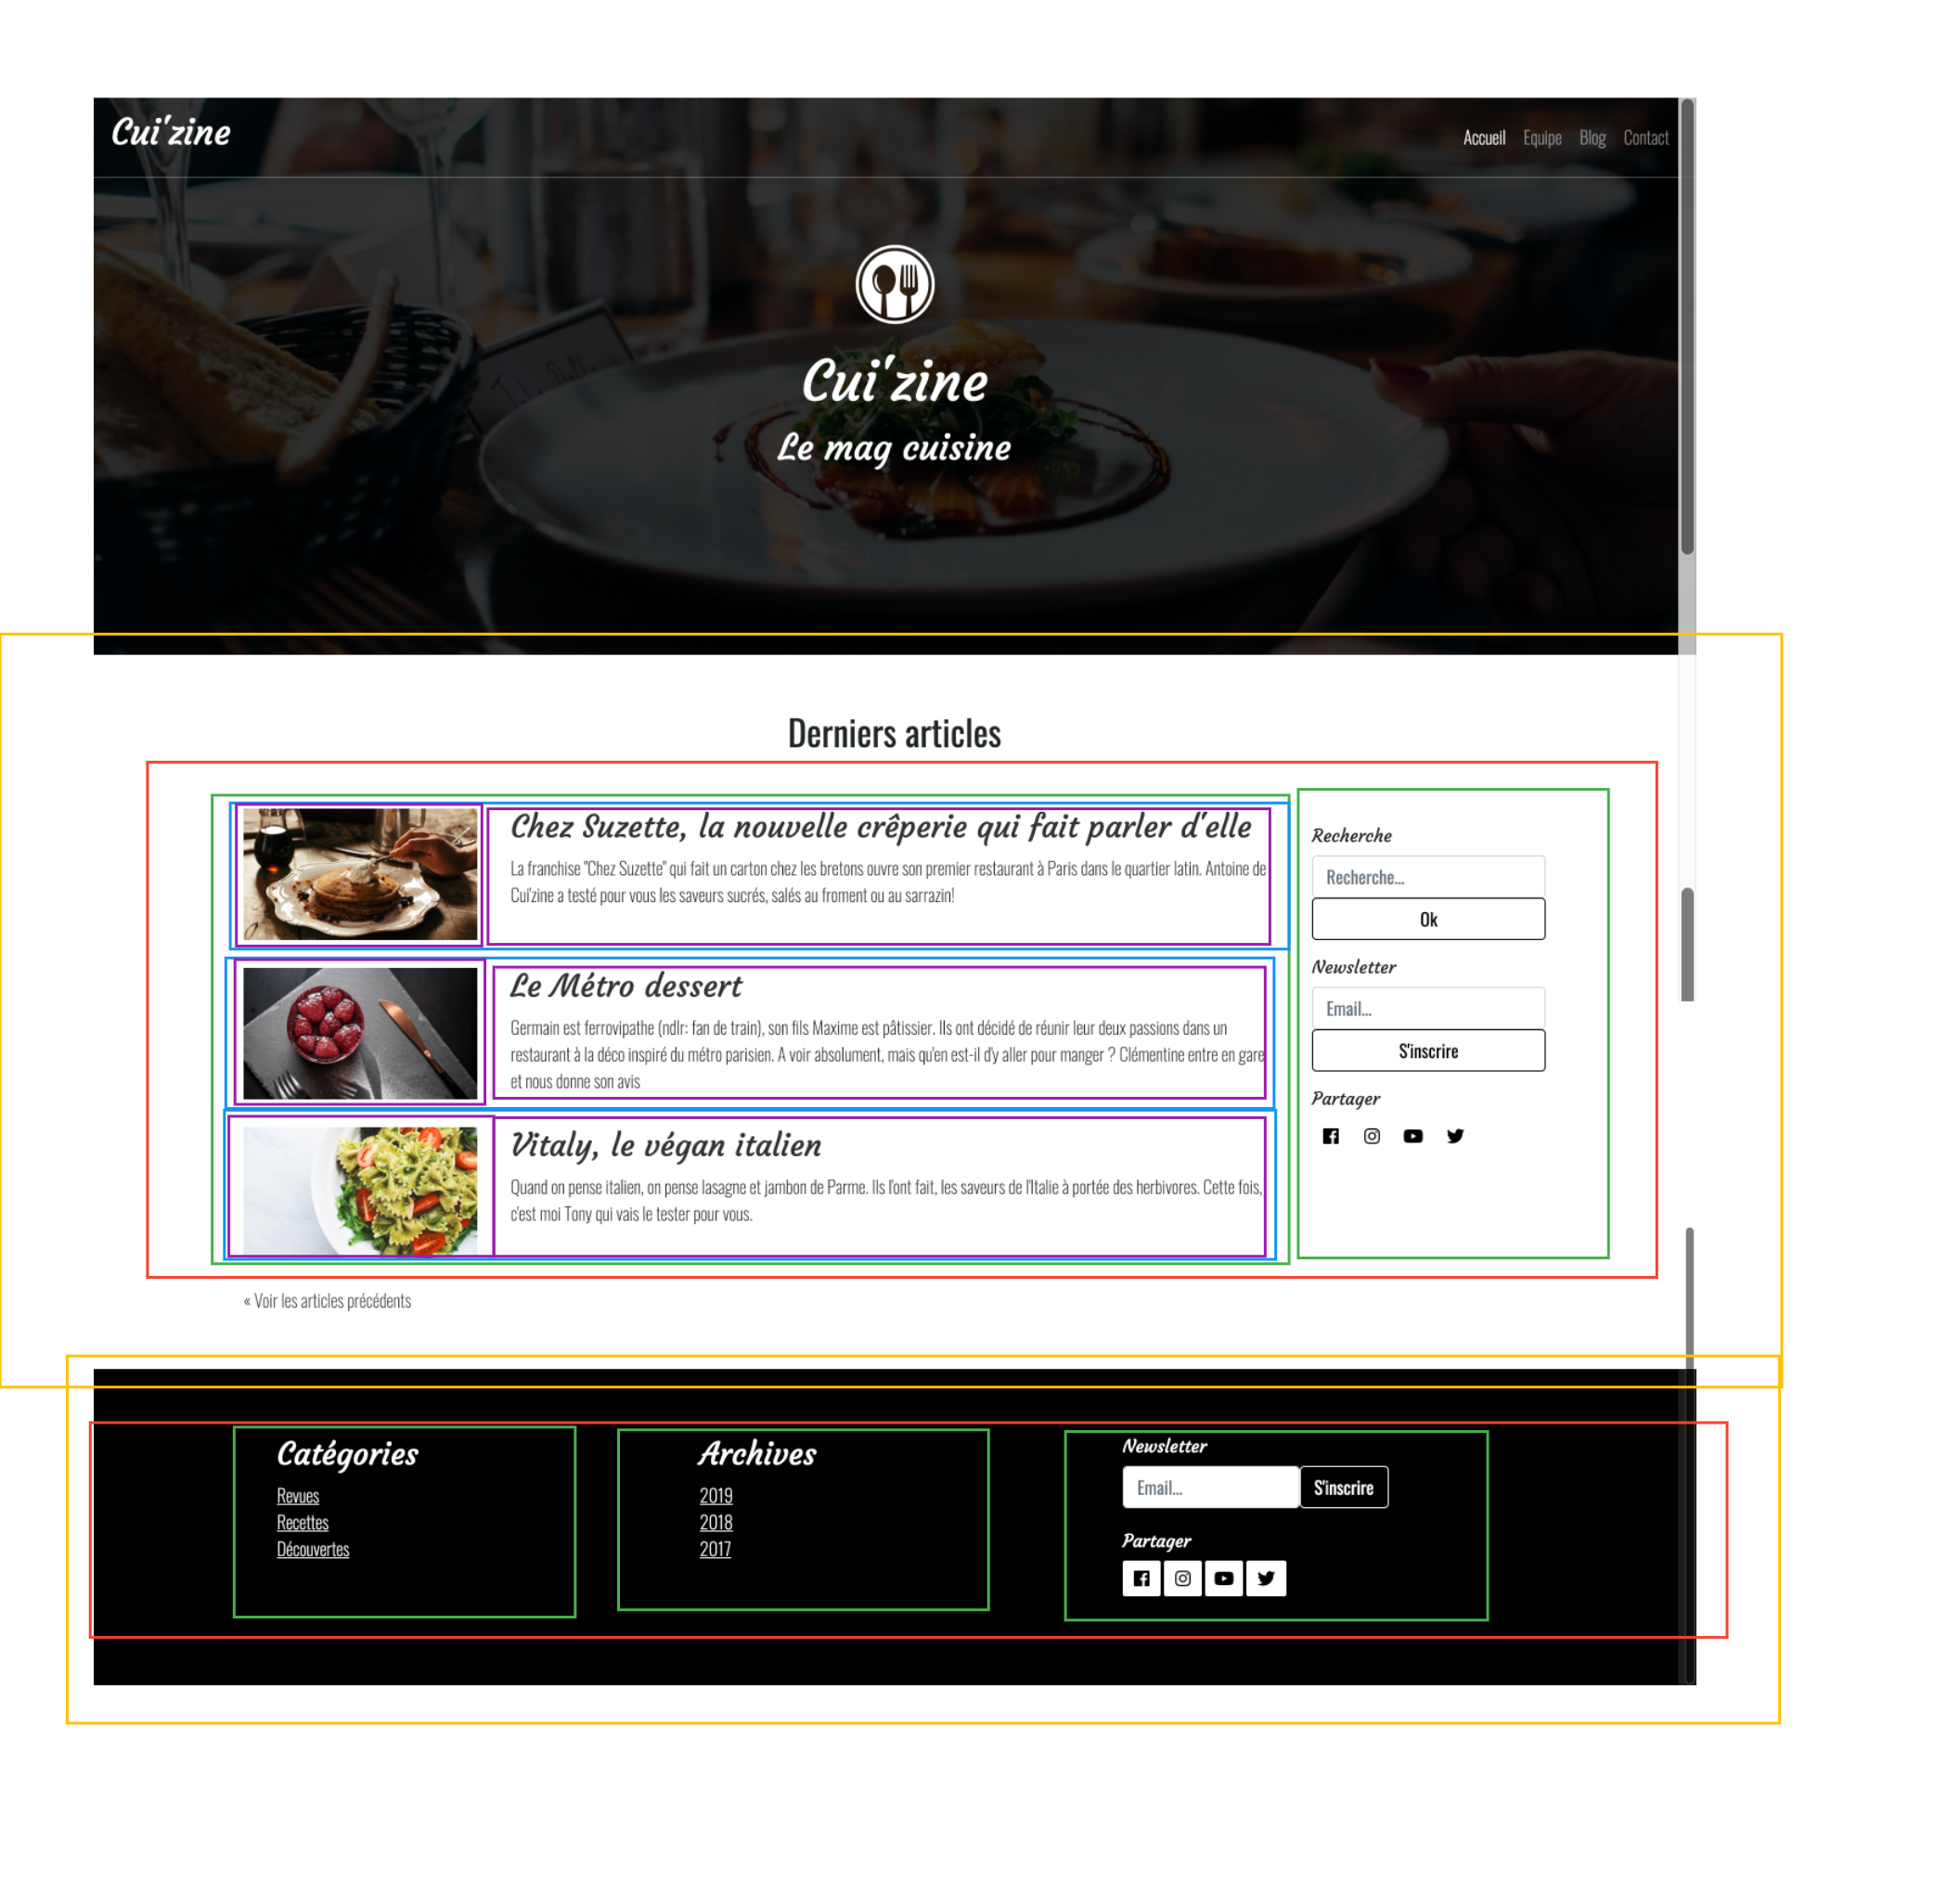 Cui'zine
Accueil Equipe Blog Contact
Cui'zine
Le mag cuisine
Derniers articles
Chez Suzette, la nouvelle crêperie qui fait parler d'elle
La franchise "Chez Suzette" qui fait un carton chez les bretons ouvre son premier restaurant à Paris dans le quartier latin. Antoine de
Cui'zine a testé pour vous les saveurs sucrés, salés au froment ou au sarrazin!
Le Métro dessert
Germain est ferrovipathe (ndlr: fan de train), son fils Maxime est pâtissier. Ils ont décidé de réunir leur deux passions dans un
restaurant à la déco inspiré du métro parisien. A voir absolument, mais qu'en est-il d'y aller pour manger ? Clémentine entre en gare
et nous donne son avis
Vitaly, le végan italien
Quand on pense italien, on pense lasagne et jambon de Parme. Ils l'ont fait, les saveurs de l'Italie à portée des herbivores. Cette fois,
c'est moi Tony qui vais le tester pour vous.
« Voir les articles précédents
Recherche
Recherche...
Ok
Newsletter
Email...
S'inscrire
Partager
Catégories
Revues
Recettes
Découvertes
Archives
2019
2018
2017
Newsletter
Email... S'inscrire
Partager